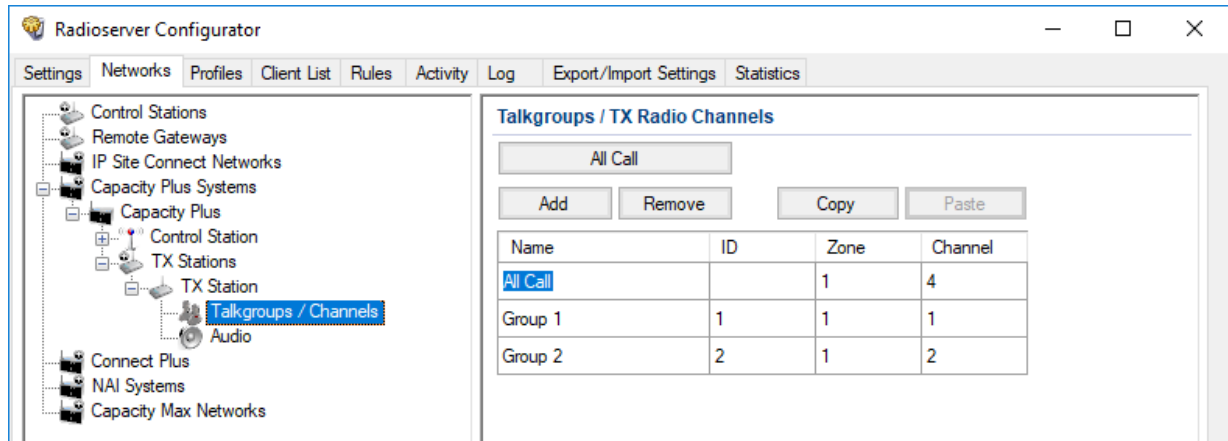 Radioserver Configurator
Settings Networks Profiles Client List Rules Activity Log Export/Import Settings Statistics
Control Stations
Remote Gateways
IP Site Connect Networks
Capacity Plus Systems
Capacity Plus
Control Station
TX Stations
TX Station
Talkgroups / Channels
Audio
Connect Plus
NAI Systems
Capacity Max Networks
Talkgroups / TX Radio Channels
All Call
Add Remove Copy Paste
Name ID Zone Channel
All Call 1 4
Group 1 1 1 1
Group 2 2 1 2